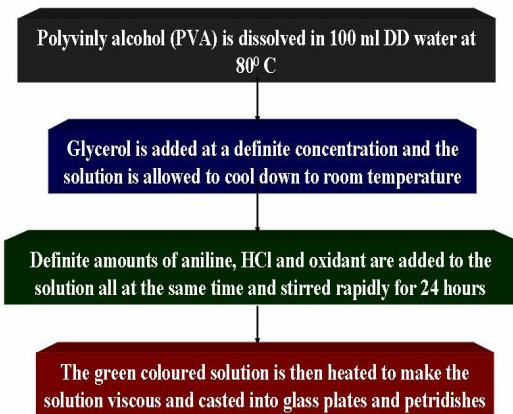 Polyvinly alcohol (PVA) is dissolved in 100 ml DD water at
80⁰ C
Glycerol is added at a definite concentration and the
solution is allowed to cool down to room temperature
Definite amounts of aniline, HCl and oxidant are added to the
solution all at the same time and stirred rapidly for 24 hours
The green coloured solution is then heated to make the
solution viscous and casted into glass plates and petridishes